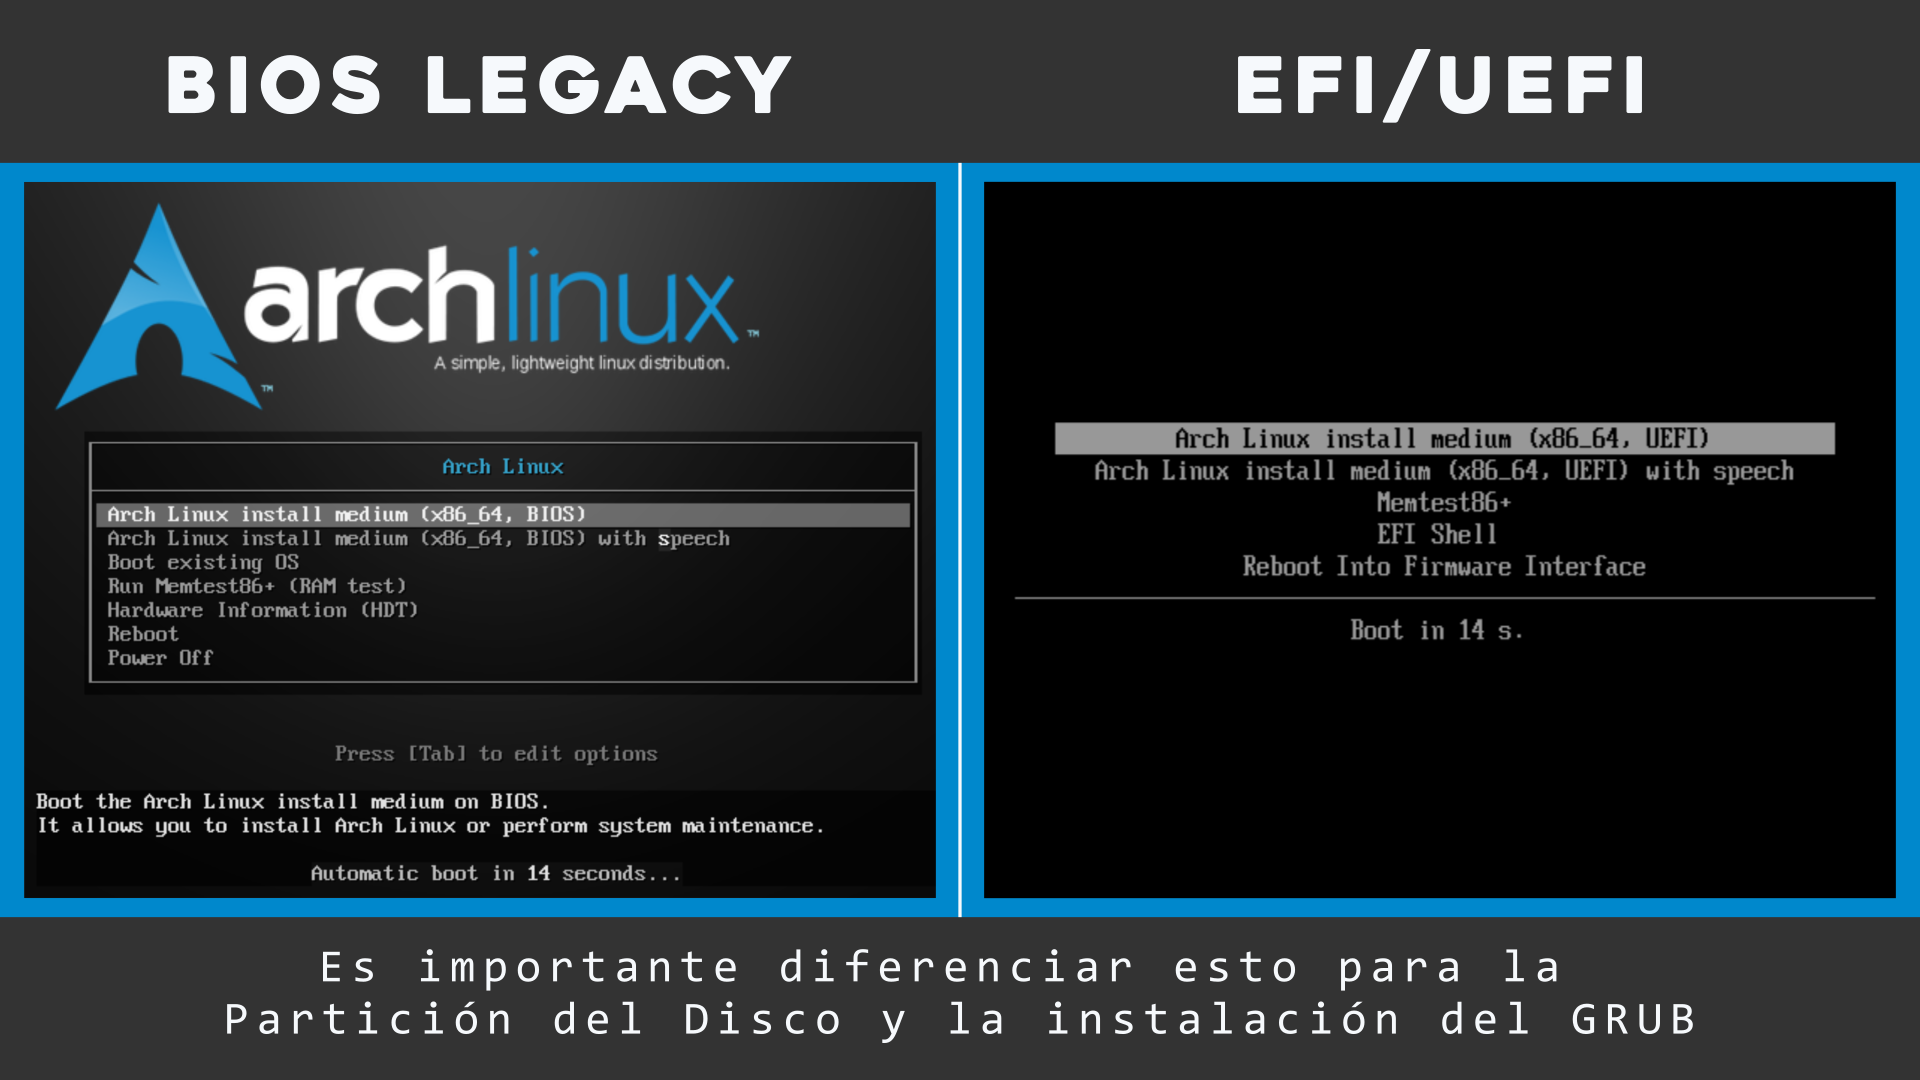 BIOS LEGACY
EFI/UEFI
archlinux™
A simple, lightweight linux distribution.
™
Arch Linux
Arch Linux install medium (x86_64, BIOS)
Arch Linux install medium (x86_64, BIOS) with speech
Boot existing OS
Run Memtest86+ (RAM test)
Hardware Information (HDT)
Reboot
Power Off
Press [Tab] to edit options
Boot the Arch Linux install medium on BIOS.
It allows you to install Arch Linux or perform system maintenance.
Automatic boot in 14 seconds...
Arch Linux install medium (x86_64, UEFI)
Arch Linux install medium (x86_64, UEFI) with speech
Memtest86+
EFI Shell
Reboot Into Firmware Interface
Boot in 14 s.
Es importante diferenciar esto para la
Partición del Disco y la instalación del GRUB